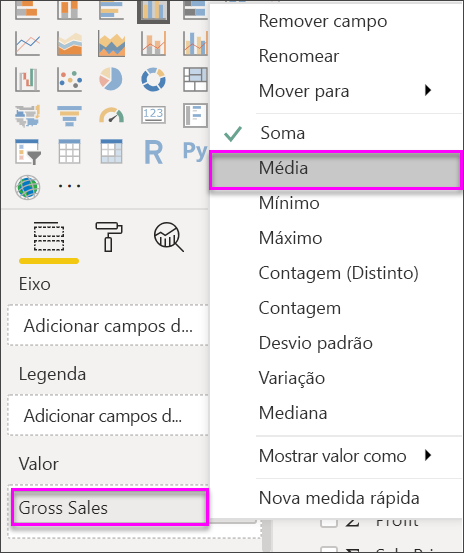 Remover campo
Renomear
Mover para
Soma
Média
Mínimo
Máximo
Contagem (Distinto)
Contagem
Desvio padrão
Variação
Mediana
Mostrar valor como
Nova medida rápida
123
R
Py
Eixo
Adicionar campos d...
Legenda
Adicionar campos d...
Valor
Gross Sales
Σ Profit